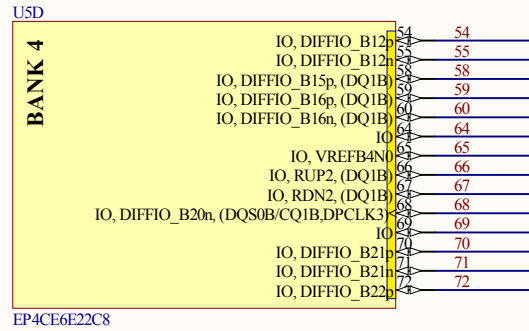 U5D
BANK 4
IO, DIFFIO_B12p 54 54
IO, DIFFIO_B12n 55 55
IO, DIFFIO_B15p, (DQ1B) 58 58
IO, DIFFIO_B16p, (DQ1B) 59 59
IO, DIFFIO_B16n, (DQ1B) 60 60
IO 64 64
IO, VREFB4N0 65 65
IO, RUP2, (DQ1B) 66 66
IO, RDN2, (DQ1B) 67 67
IO, DIFFIO_B20n, (DQS0B/CQ1B,DPCLK3) 68 68
IO 69 69
IO, DIFFIO_B21p 70 70
IO, DIFFIO_B21n 71 71
IO, DIFFIO_B22p 72 72
EP4CE6E22C8